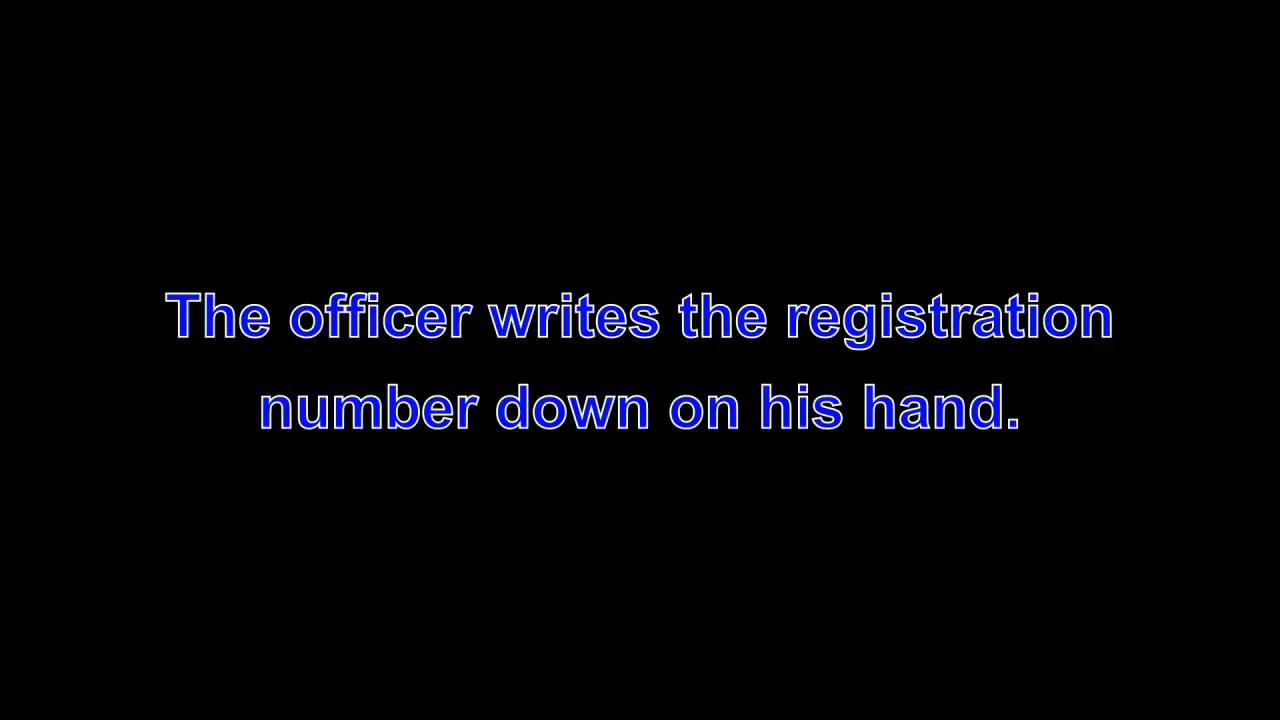 The officer writes the registration
number down on his hand.